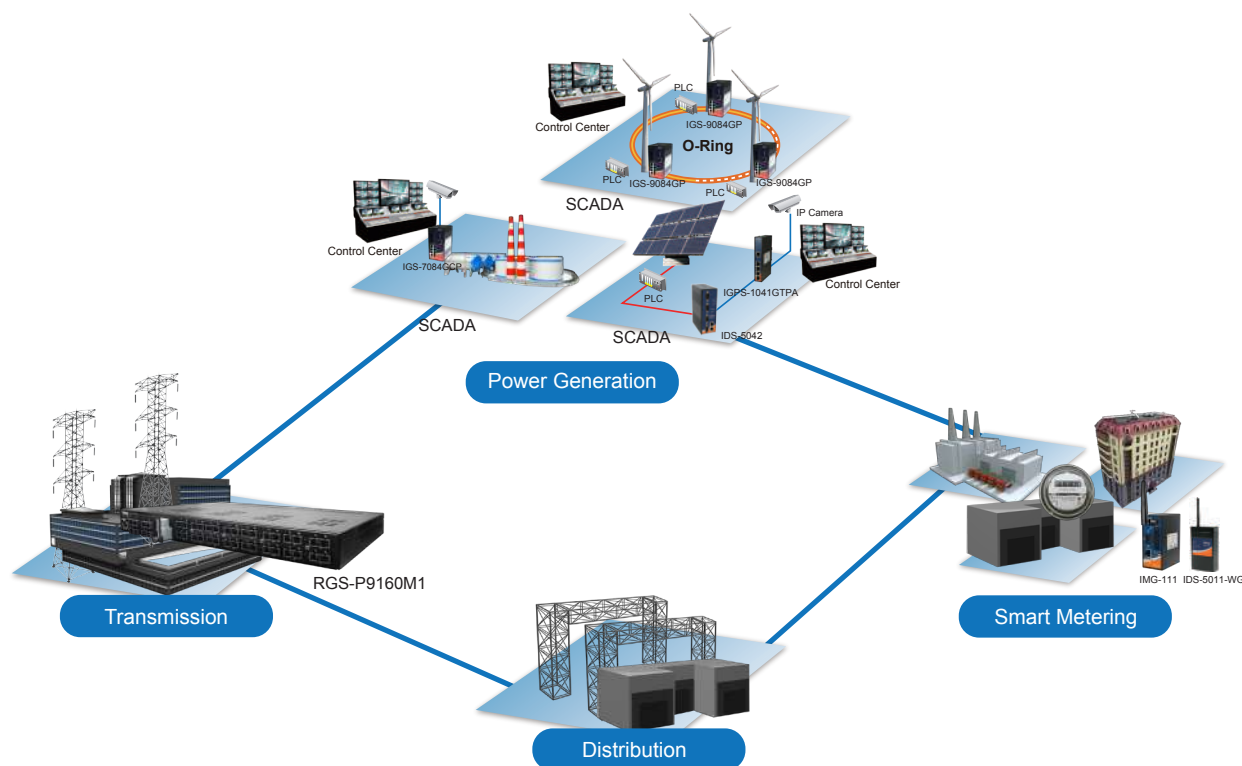 PLC
Control Center
IGS-9084GP
O-Ring
PLC
IGS-9084GP
PLC
IGS-9084GP
SCADA
IP Camera
Control Center
IGS-7084GCP
PLC
IGPS-1041GTPA
Control Center
SCADA
SCADA
IDS-5042
Power Generation
RGS-P9160M1
IMG-111
IDS-5011-WG
Transmission
Smart Metering
Distribution